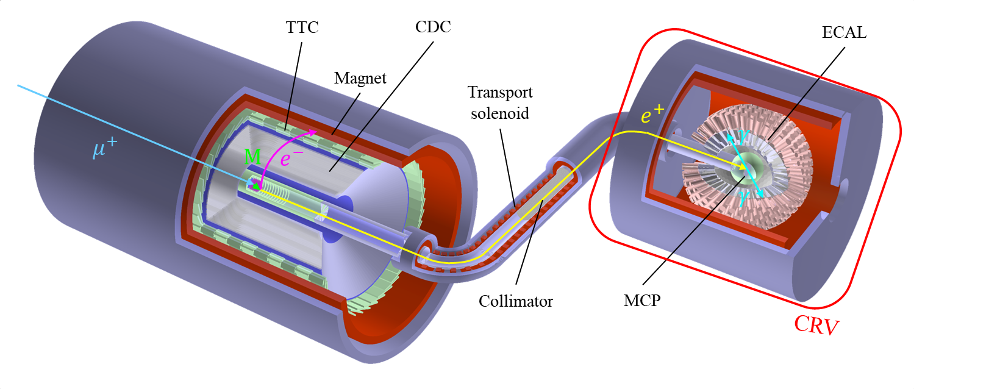 TTC
CDC
Magnet
Transport
solenoid
ECAL
μ⁺
M
e⁻
e⁺
γ
γ
Collimator
MCP
CRV